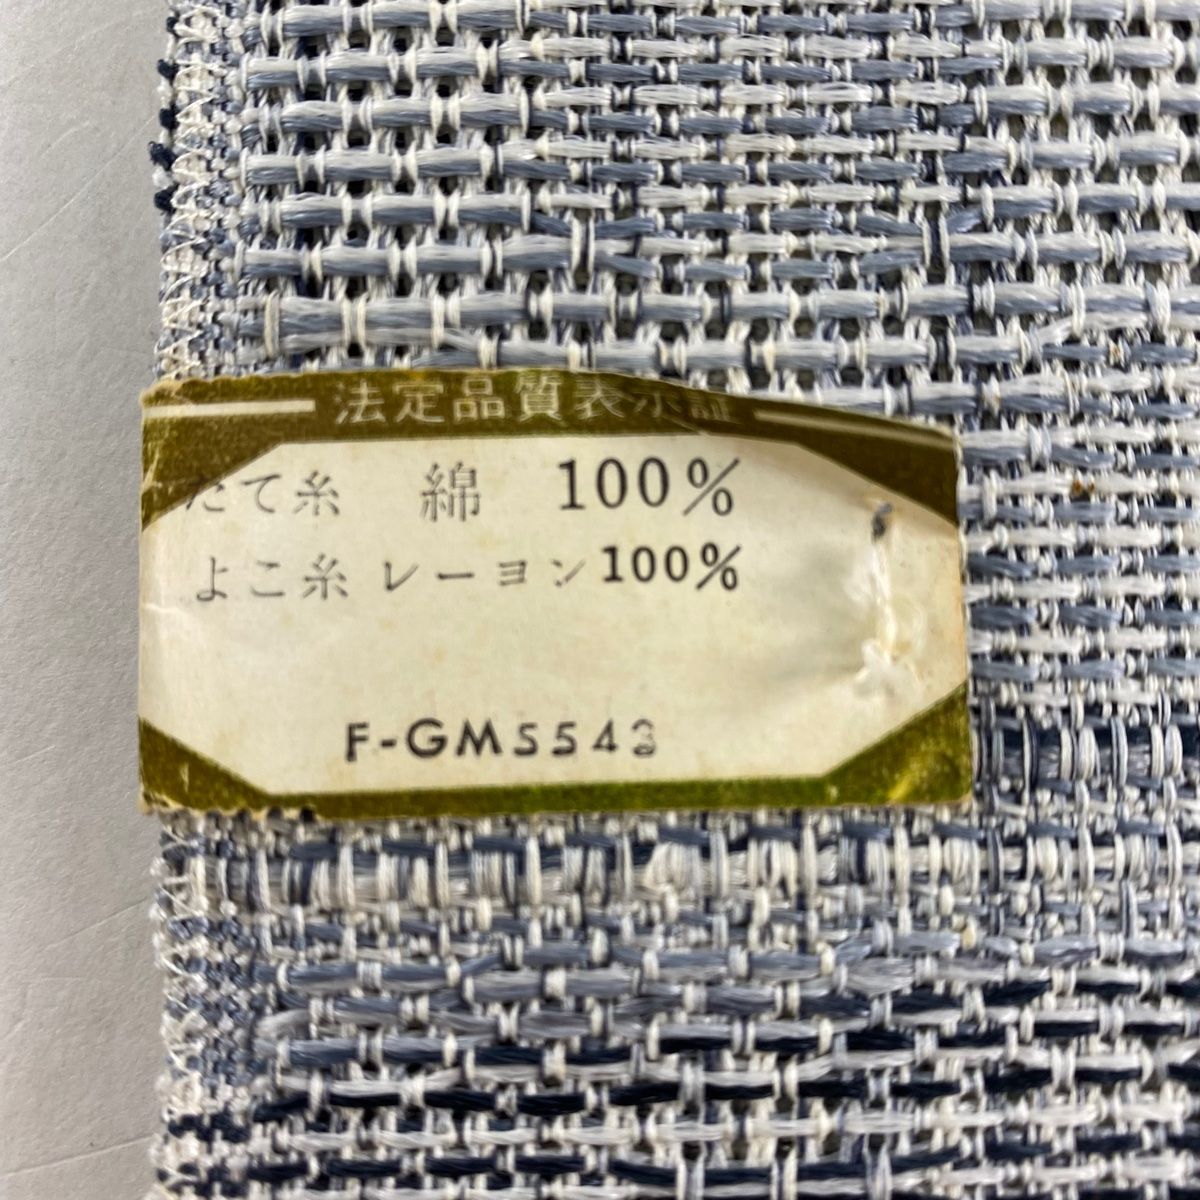 法定品質表示証
たて糸 綿 100%
よこ糸 レーヨン100%
F-GM5543